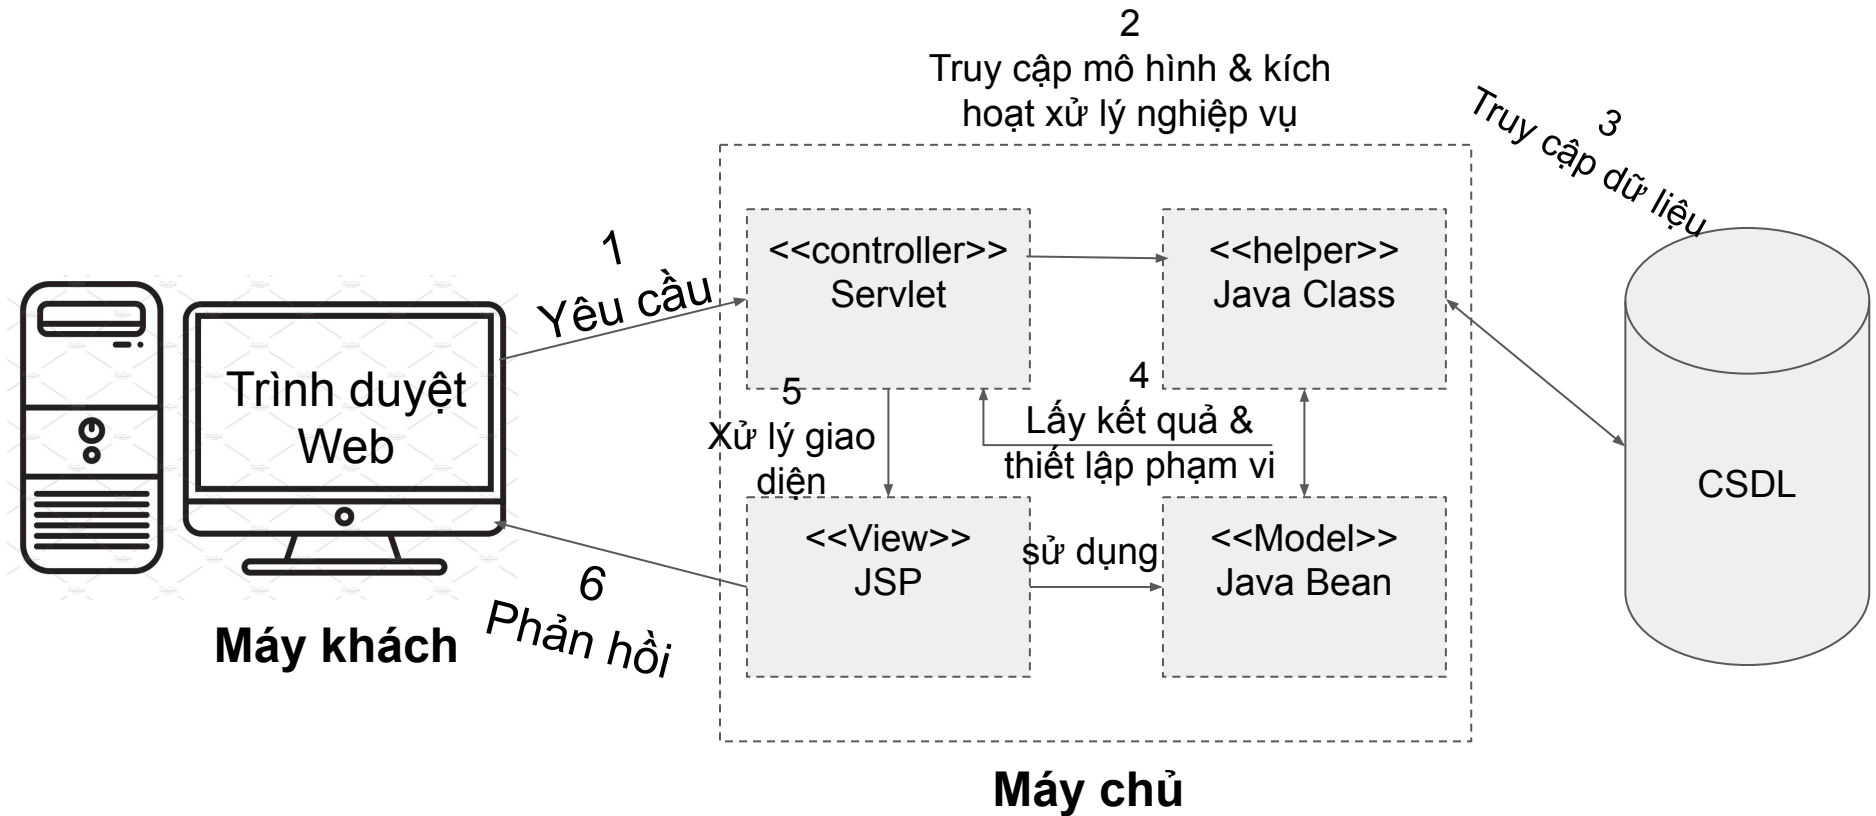 2
Truy cập mô hình & kích
hoạt xử lý nghiệp vụ
3
Truy cập dữ liệu
1
Yêu cầu
<<controller>>
Servlet
<<helper>>
Java Class
Trình duyệt
Web
5
Xử lý giao
diện
4
Lấy kết quả &
thiết lập phạm vi
CSDL
<<View>>
JSP
sử dụng
<<Model>>
Java Bean
6
Phản hồi
Máy khách
Máy chủ